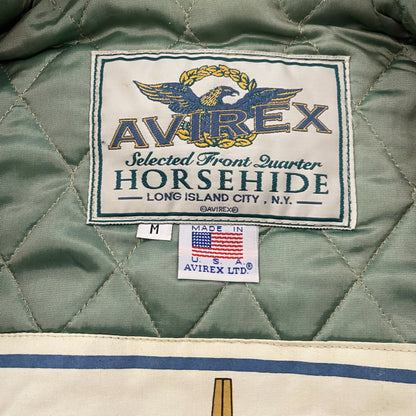 AVIREX
Selected Front Quarter
HORSEHIDE
LONG ISLAND CITY, N.Y.
©AVIREX®
M
MADE IN
U.S.A.
AVIREX LTD.®